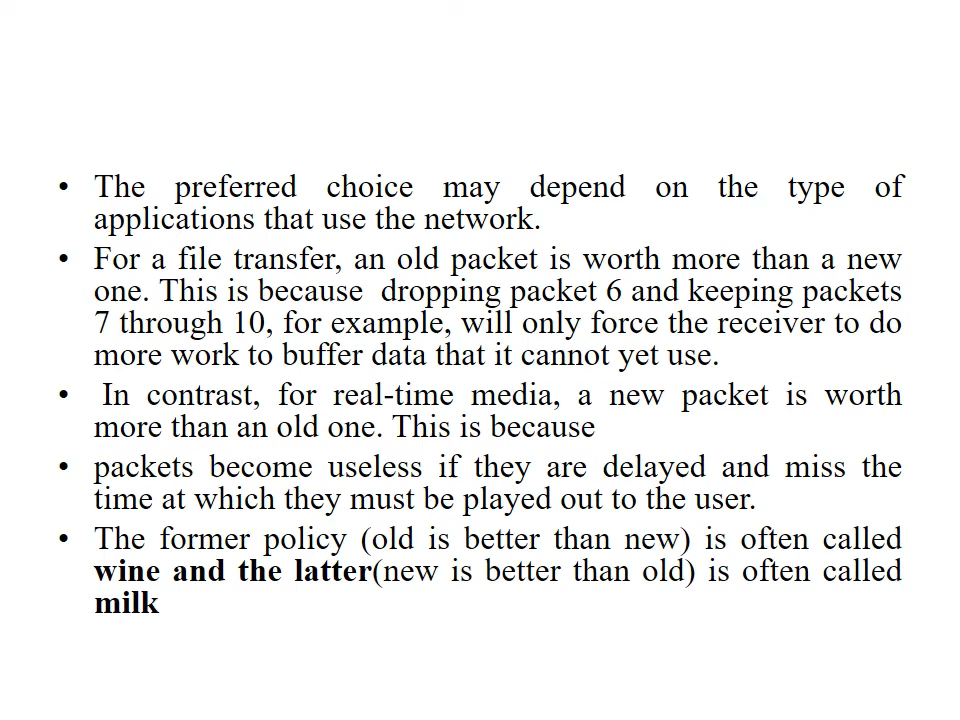 • The preferred choice may depend on the type of
applications that use the network.
• For a file transfer, an old packet is worth more than a new
one. This is because  dropping packet 6 and keeping packets
7 through 10, for example, will only force the receiver to do
more work to buffer data that it cannot yet use.
•  In contrast, for real-time media, a new packet is worth
more than an old one. This is because
• packets become useless if they are delayed and miss the
time at which they must be played out to the user.
• The former policy (old is better than new) is often called
wine and the latter(new is better than old) is often called
milk